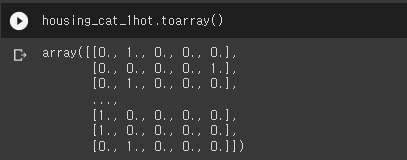 housing_cat_1hot.toarray()
array([[0., 1., 0., 0., 0.],
[0., 0., 0., 0., 1.],
[0., 1., 0., 0., 0.],
...,
[1., 0., 0., 0., 0.],
[1., 0., 0., 0., 0.],
[0., 1., 0., 0., 0.]])